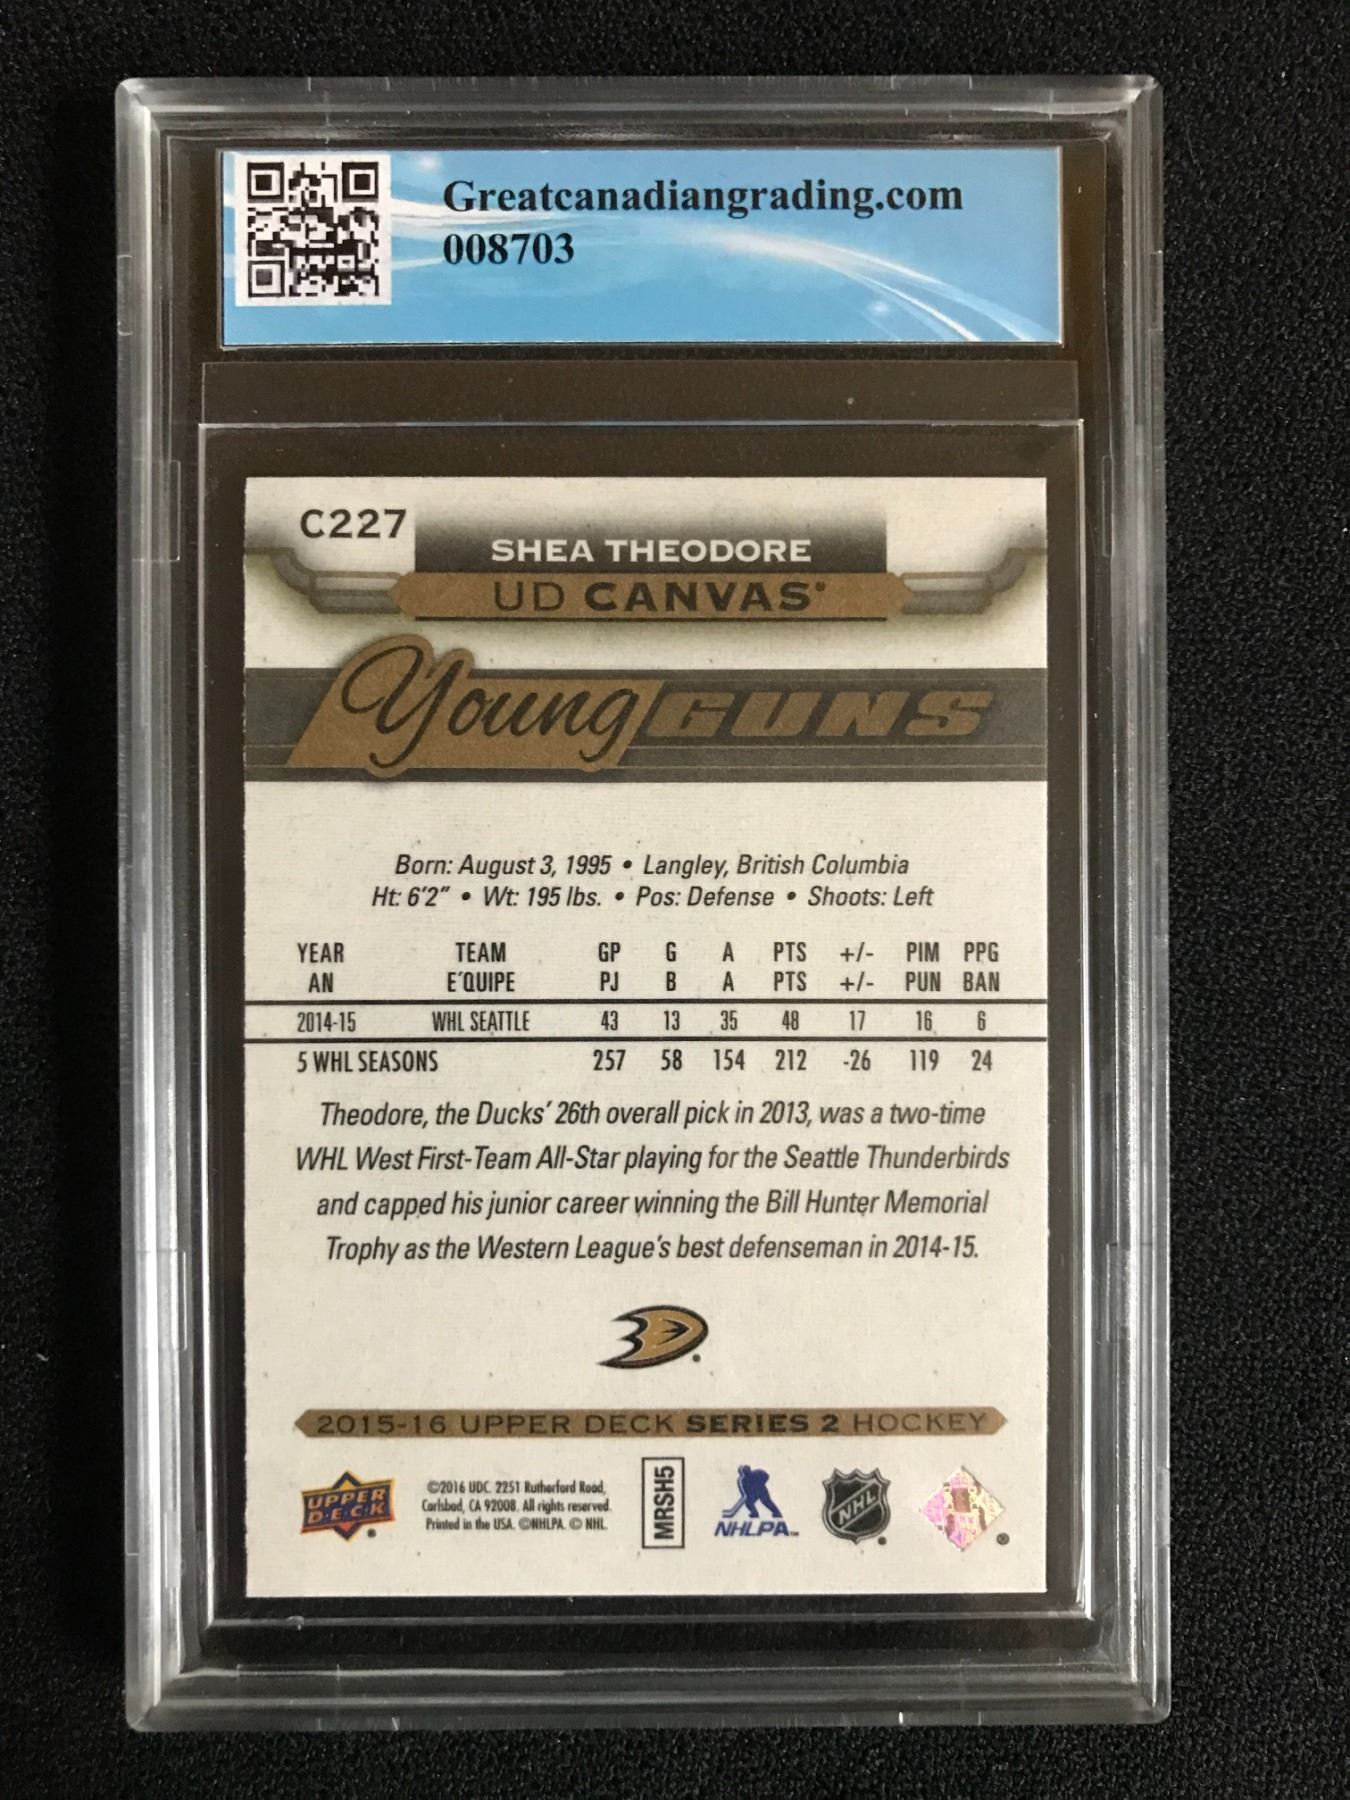 Greatcanadiangrading.com
008703
C227
SHEA THEODORE
UD CANVAS®
Young GUNS
Born: August 3, 1995 • Langley, British Columbia
Ht: 6'2" • Wt: 195 lbs. • Pos: Defense • Shoots: Left
YEAR TEAM GP G A PTS +/- PIM PPG
AN E´QUIPE PJ B A PTS +/- PUN BAN
2014-15 WHL SEATTLE 43 13 35 48 17 16 6
5 WHL SEASONS 257 58 154 212 -26 119 24
Theodore, the Ducks' 26th overall pick in 2013, was a two-time
WHL West First-Team All-Star playing for the Seattle Thunderbirds
and capped his junior career winning the Bill Hunter Memorial
Trophy as the Western League's best defenseman in 2014-15.
2015-16 UPPER DECK SERIES 2 HOCKEY
UPPER
DECK
©2016 UDC. 2251 Rutherford Road,
Carlsbad, CA 92008. All rights reserved.
Printed in the USA. ©NHLPA. © NHL.
MRSH5
NHLPA™
NHL